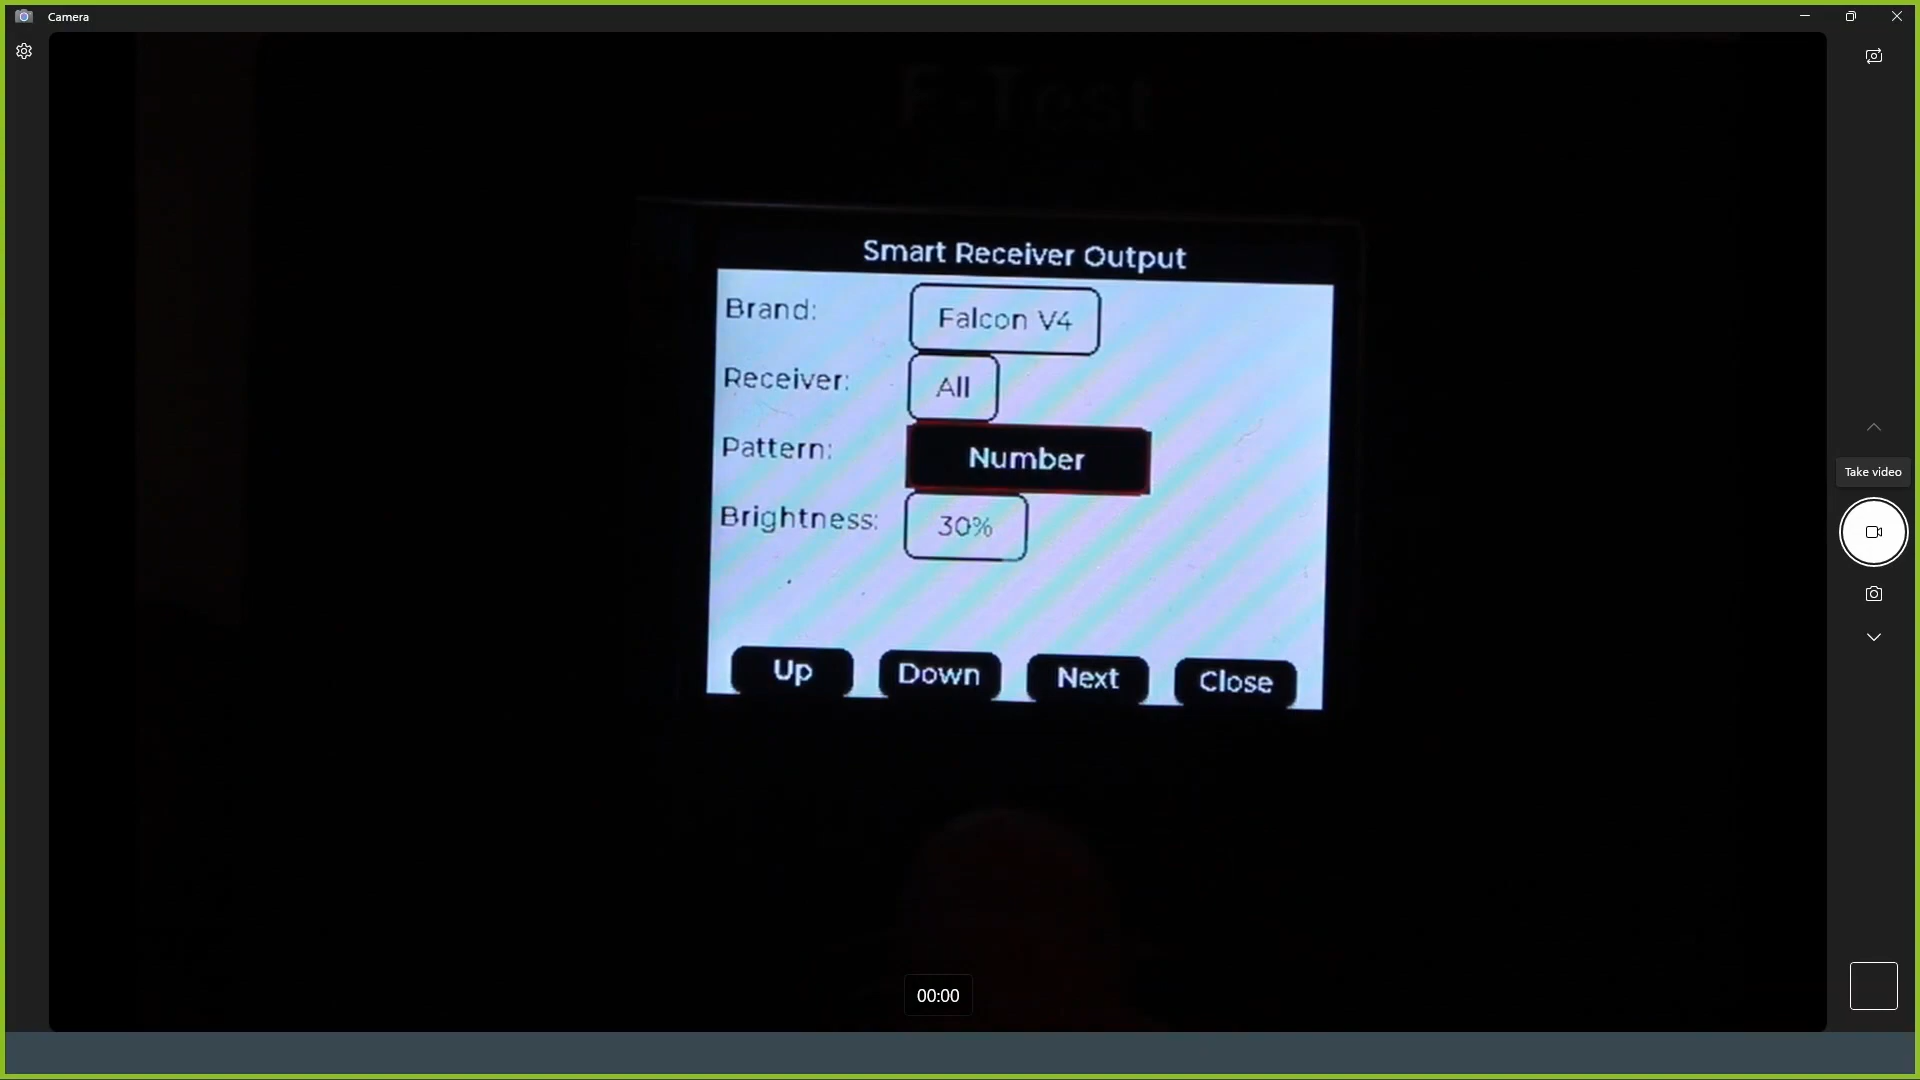 Camera
F-Test
Smart Receiver Output
Brand: Falcon V4
Receiver: All
Pattern: Number
Brightness: 30%
Up Down Next Close
Take video
00:00